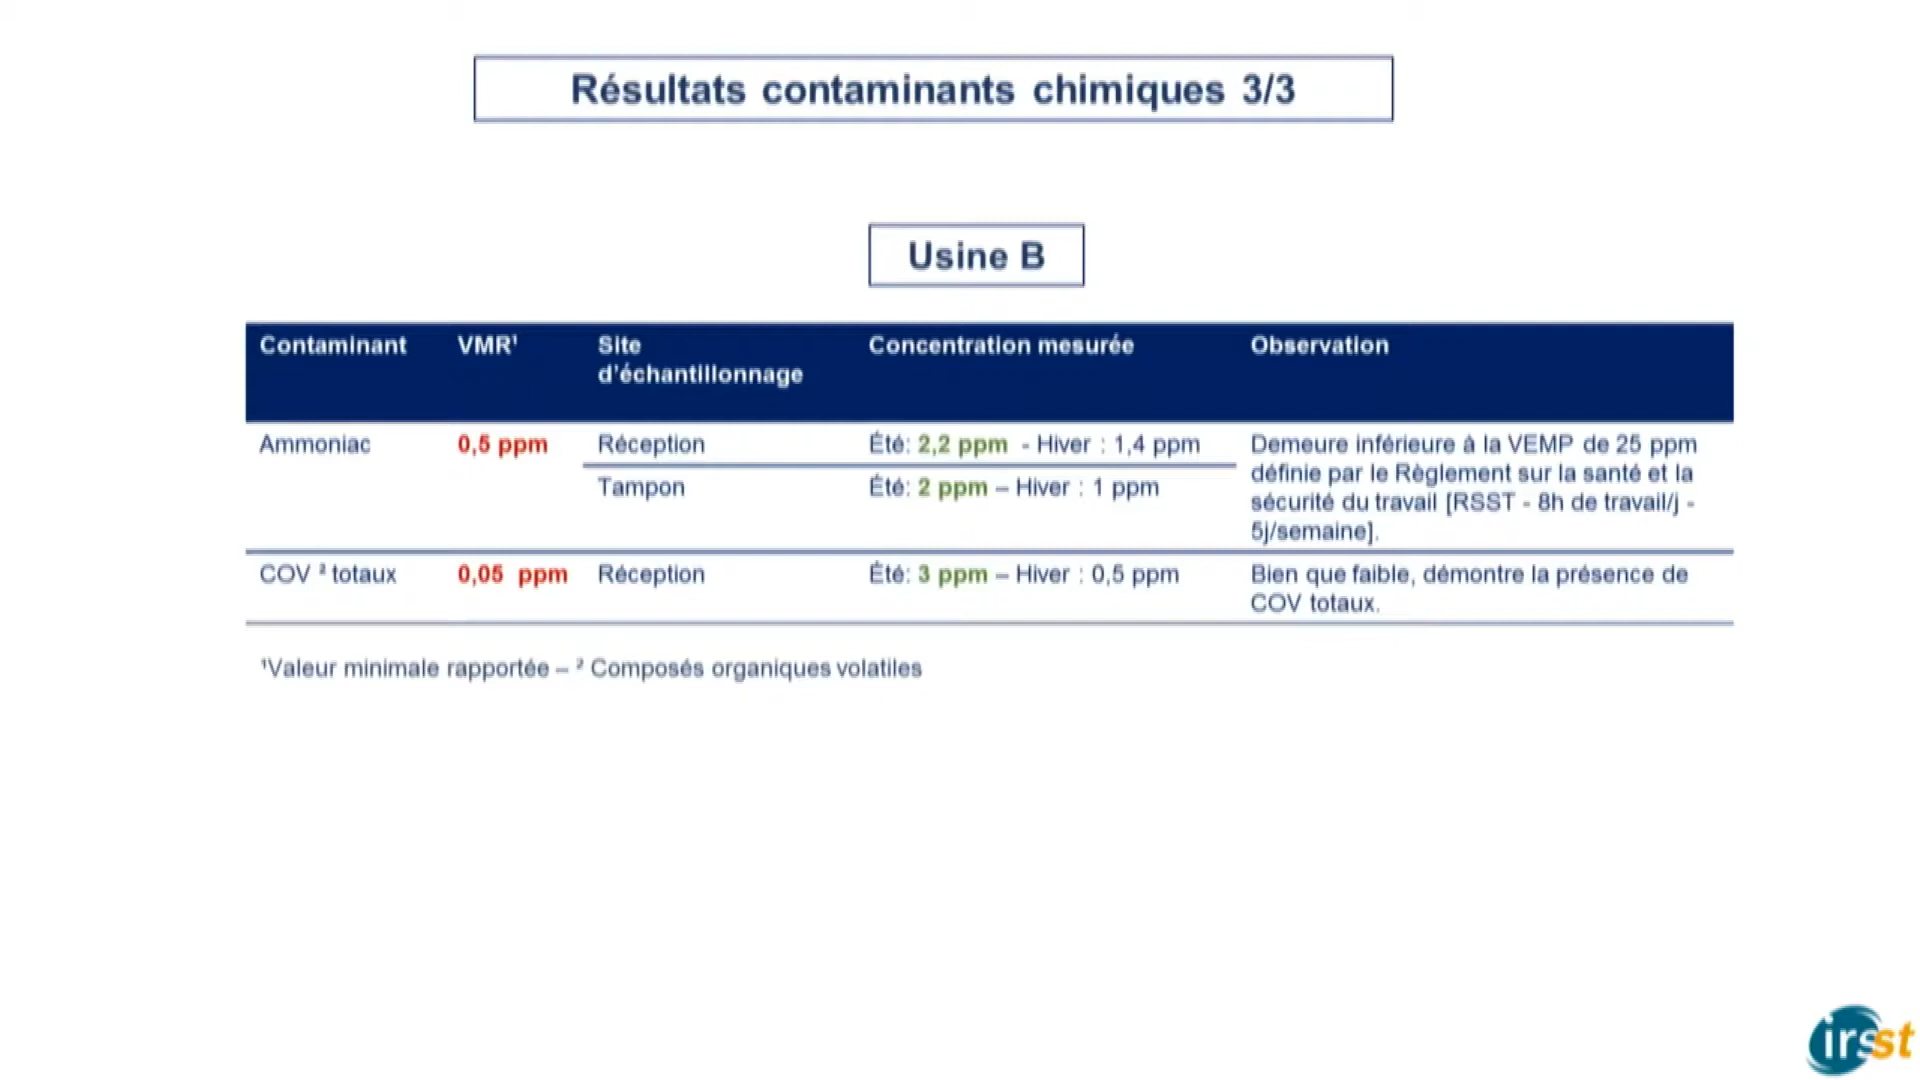 Résultats contaminants chimiques 3/3
Usine B
Contaminant VMR¹ Site d'échantillonnage Concentration mesurée Observation
Ammoniac 0,5 ppm Réception Été: 2,2 ppm - Hiver : 1,4 ppm Demeure inférieure à la VEMP de 25 ppm
définie par le Règlement sur la santé et la
Tampon Été: 2 ppm – Hiver : 1 ppm
sécurité du travail [RSST - 8h de travail/j -
5j/semaine].
COV ² totaux 0,05 ppm Réception Été: 3 ppm – Hiver : 0,5 ppm Bien que faible, démontre la présence de
COV totaux.
¹Valeur minimale rapportée – ² Composés organiques volatiles
irsst